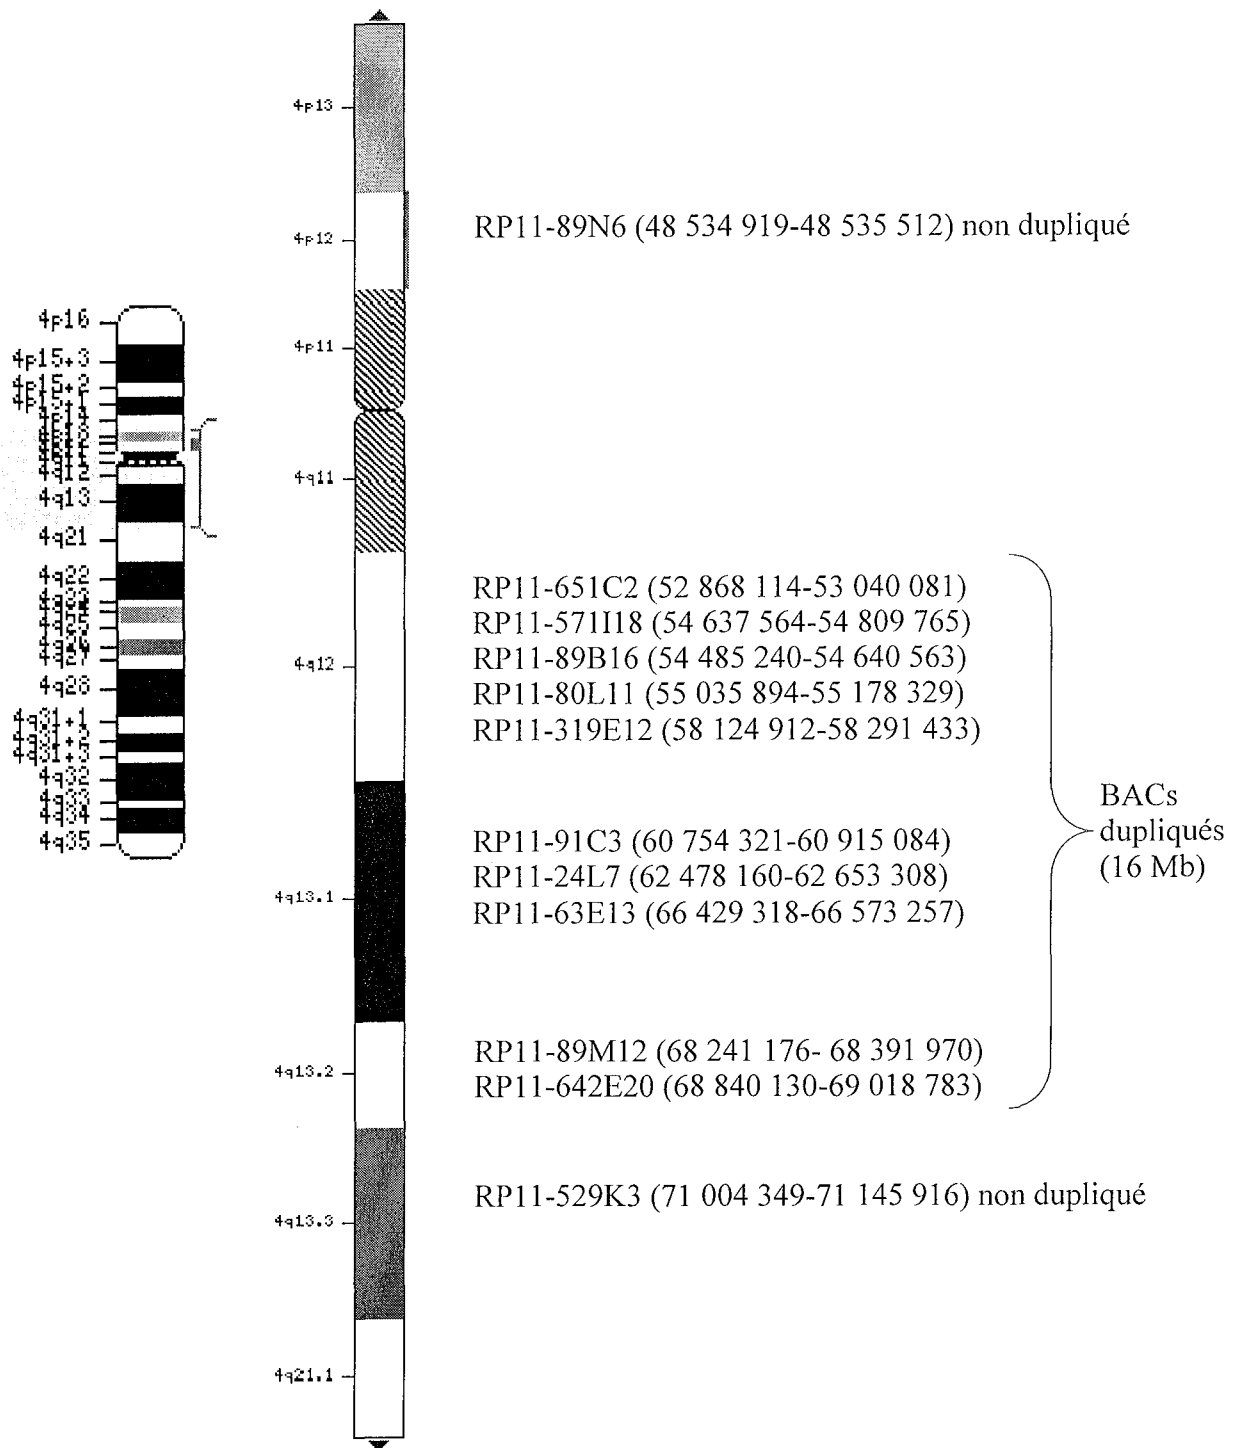 4p16
4p15+3
4p15+2
4p15+1
4p14
4q12
4q13
4q21
4q22
4q28
4q31+1
4q32
4q33
4q34
4q35
4p13
4p12
4p11
4q11
4q12
4q13.1
4q13.2
4q13.3
4q21.1
RP11-89N6 (48 534 919-48 535 512) non dupliqué
RP11-651C2 (52 868 114-53 040 081)
RP11-571I18 (54 637 564-54 809 765)
RP11-89B16 (54 485 240-54 640 563)
RP11-80L11 (55 035 894-55 178 329)
RP11-319E12 (58 124 912-58 291 433)
RP11-91C3 (60 754 321-60 915 084)
RP11-24L7 (62 478 160-62 653 308)
RP11-63E13 (66 429 318-66 573 257)
RP11-89M12 (68 241 176- 68 391 970)
RP11-642E20 (68 840 130-69 018 783)
BACs
dupliqués
(16 Mb)
RP11-529K3 (71 004 349-71 145 916) non dupliqué